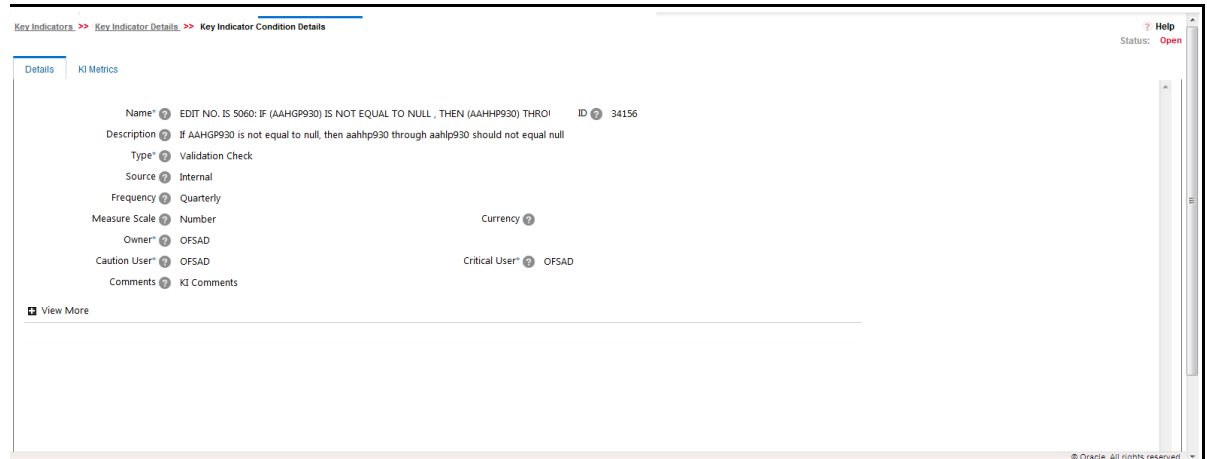 Key Indicators >> Key Indicator Details >> Key Indicator Condition Details
? Help
Status: Open
Details KI Metrics
Name* ? EDIT NO. IS 5060: IF (AAHGP930) IS NOT EQUAL TO NULL , THEN (AAHHP930) THROU ID ? 34156
Description ? If AAHGP930 is not equal to null, then aahhp930 through aahlp930 should not equal null
Type* ? Validation Check
Source ? Internal
Frequency ? Quarterly
Measure Scale ? Number Currency ?
Owner* ? OFSAD
Caution User* ? OFSAD Critical User* ? OFSAD
Comments ? KI Comments
View More
© Oracle. All rights reserved